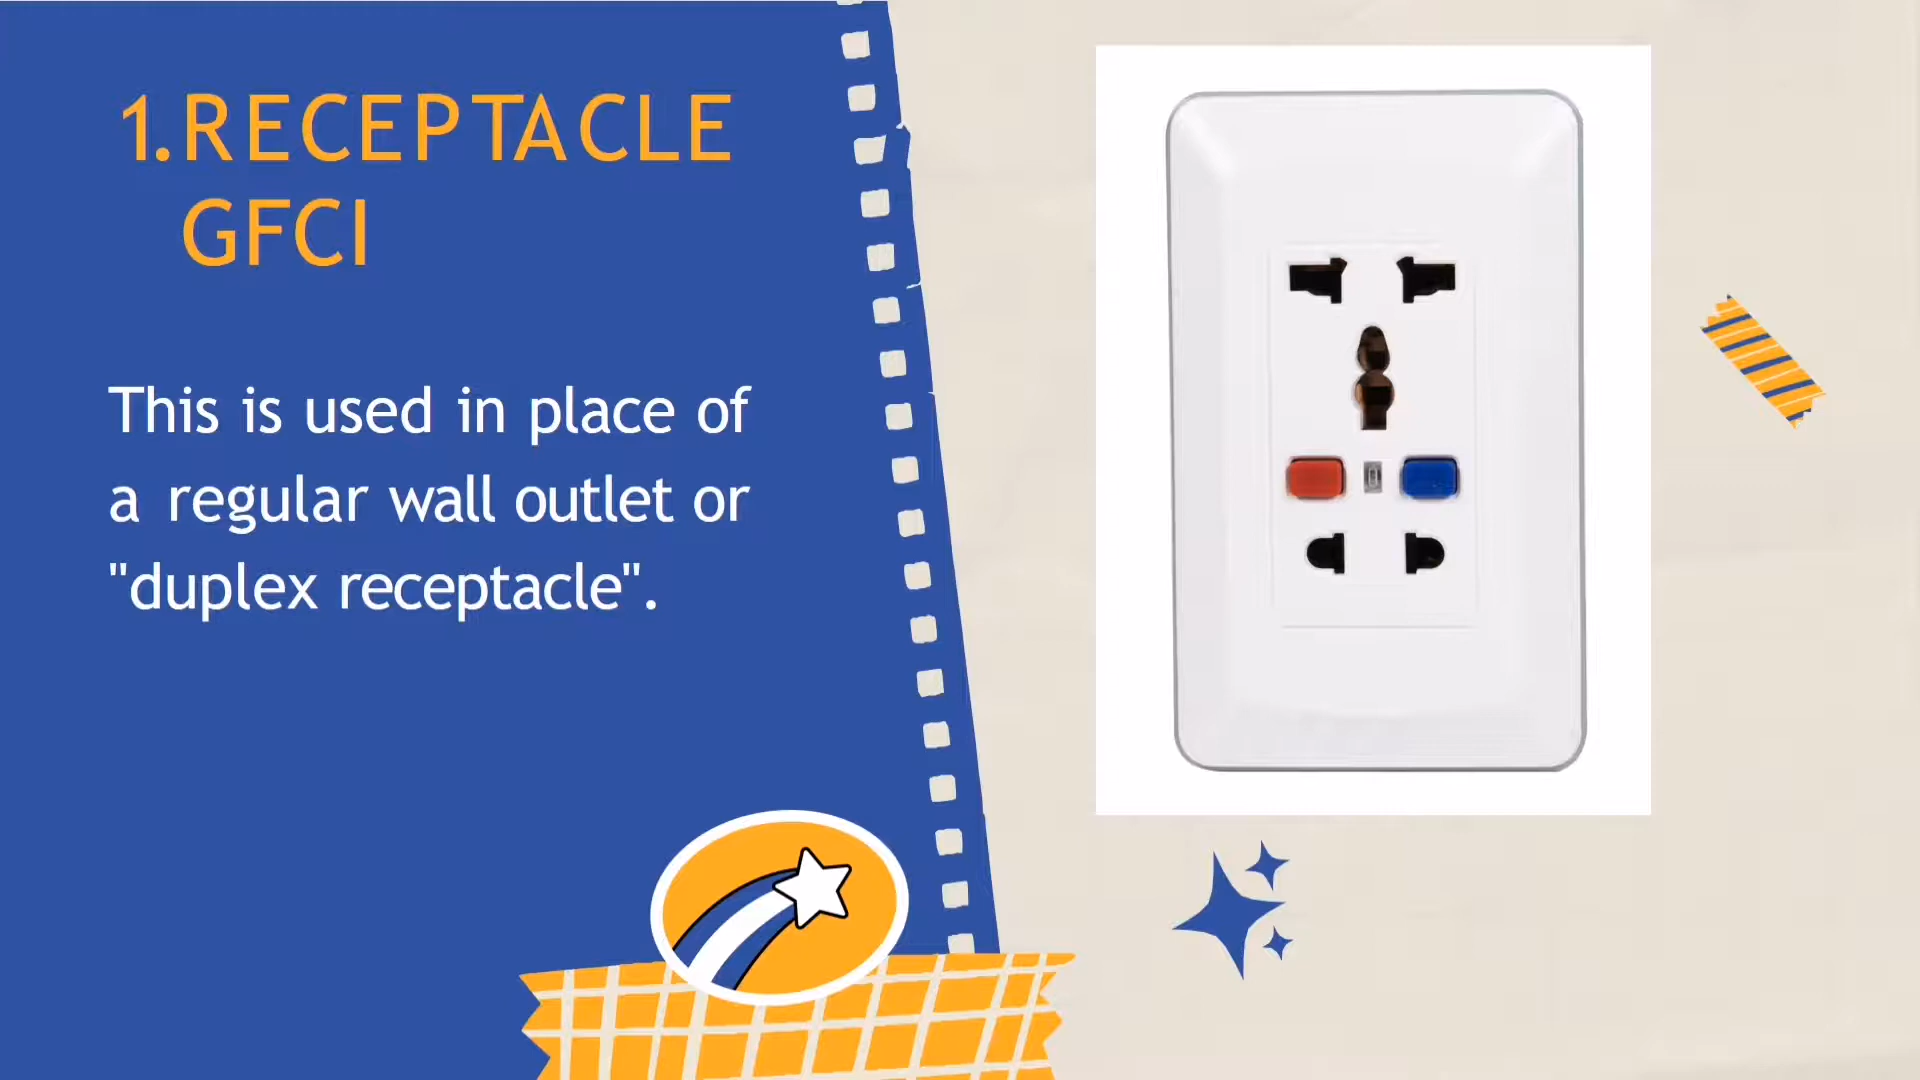 1.RECEPTACLE
GFCI
This is used in place of
a regular wall outlet or
"duplex receptacle".